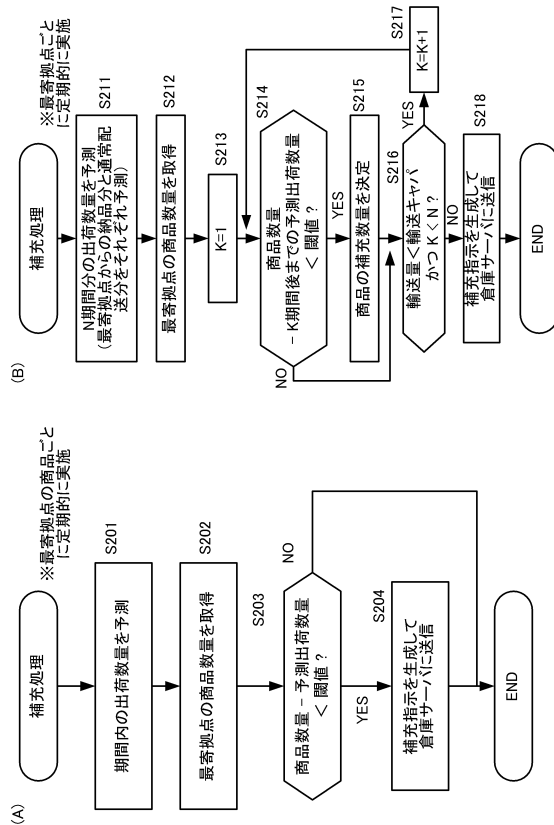 (A)
※最寄拠点の商品ごと
に定期的に実施
補充処理
S201
期間内の出荷数量を予測
S202
最寄拠点の商品数量を取得
S203
商品数量 − 予測出荷数量
< 閾値 ?
NO
YES
S204
補充指示を生成して
倉庫サーバに送信
END
(B)
※最寄拠点ごと
に定期的に実施
補充処理
S211
N期間分の出荷数量を予測
(最寄拠点からの納品分と通常配
送分をそれぞれ予測)
S212
最寄拠点の商品数量を取得
S213
K=1
S214
商品数量
− K期間後までの予測出荷数量
< 閾値 ?
NO
YES
S215
商品の補充数量を決定
S216
輸送量<輸送キャパ
かつ K<N ?
YES
S217
K=K+1
NO
S218
補充指示を生成して
倉庫サーバに送信
END